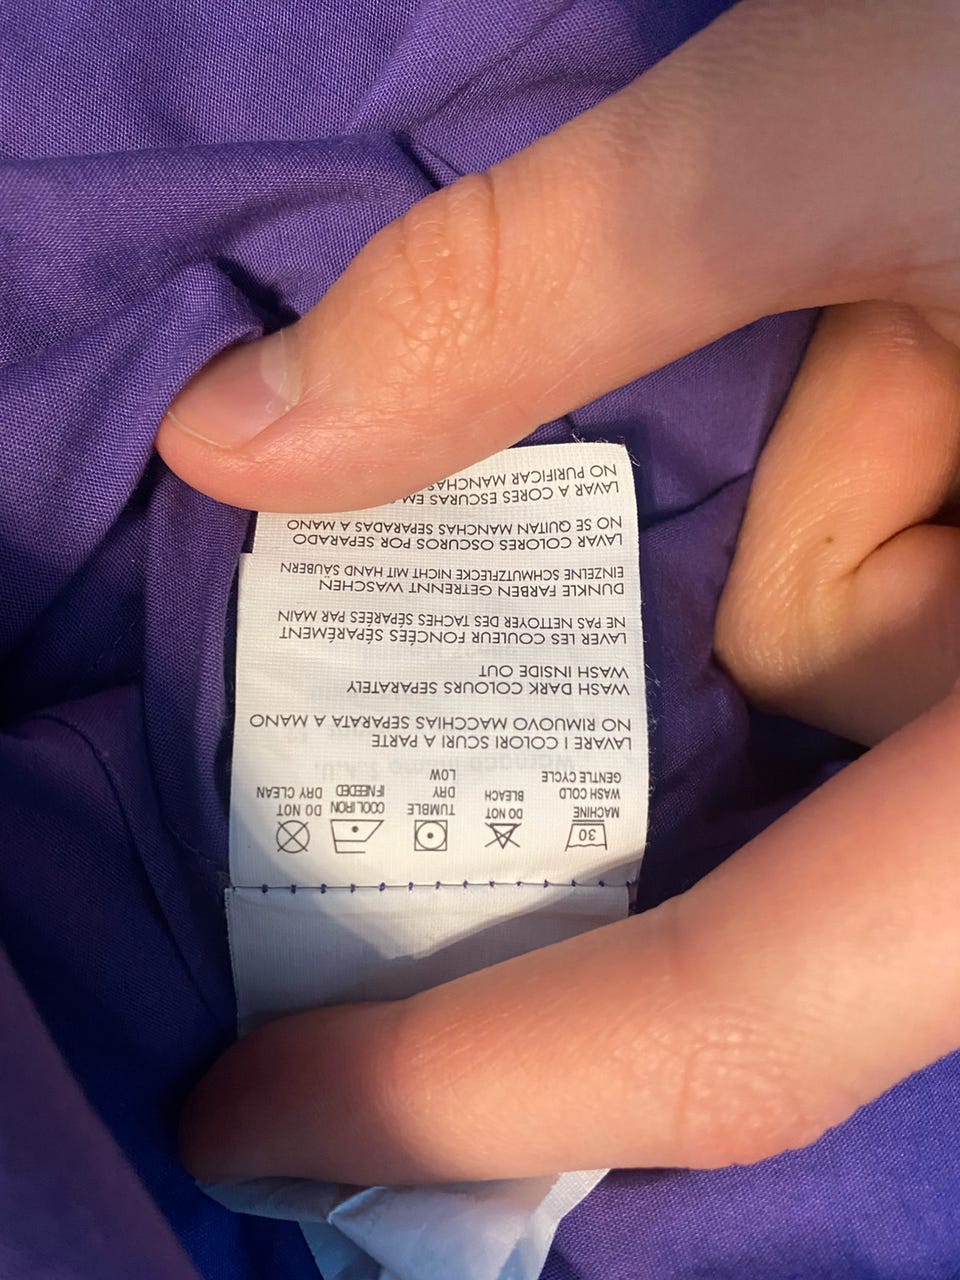 30
MACHINE
WASH COLD
GENTLE CYCLE
DO NOT
BLEACH
TUMBLE
DRY
LOW
COOL IRON
IF NEEDED
DO NOT
DRY CLEAN
LAVARE I COLORI SCURI A PARTE
NO RIMUOVO MACCHIAS SEPARATA A MANO
WASH DARK COLOURS SEPARATELY
WASH INSIDE OUT
LAVER LES COULEUR FONCÉES SÉPARÉMENT
NE PAS NETTOYER DES TACHES SÉPARÉES PAR MAIN
DUNKLE FARBEN GETRENNT WASCHEN
EINZELNE SCHMUTZFLECKE NICHT MIT HAND SÄUBERN
LAVAR COLORES OSCUROS POR SEPARADO
NO SE QUITAN MANCHAS SEPARADAS A MANO
LAVAR A CORES ESCURAS EM
NO PURIFICAR MANCHAS